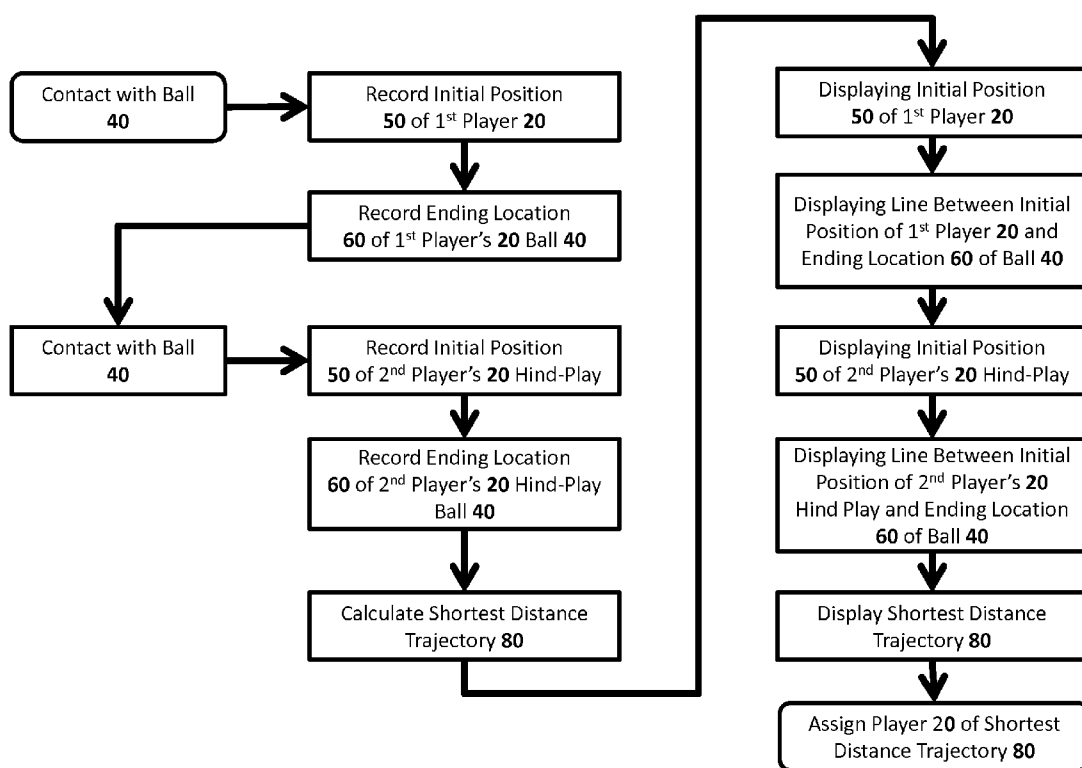 Contact with Ball
40
Record Initial Position
50 of 1st Player 20
Record Ending Location
60 of 1st Player's 20 Ball 40
Contact with Ball
40
Record Initial Position
50 of 2nd Player's 20 Hind-Play
Record Ending Location
60 of 2nd Player's 20 Hind-Play
Ball 40
Calculate Shortest Distance
Trajectory 80
Displaying Initial Position
50 of 1st Player 20
Displaying Line Between Initial
Position of 1st Player 20 and
Ending Location 60 of Ball 40
Displaying Initial Position
50 of 2nd Player's 20 Hind-Play
Displaying Line Between Initial
Position of 2nd Player's 20
Hind Play and Ending Location
60 of Ball 40
Display Shortest Distance
Trajectory 80
Assign Player 20 of Shortest
Distance Trajectory 80